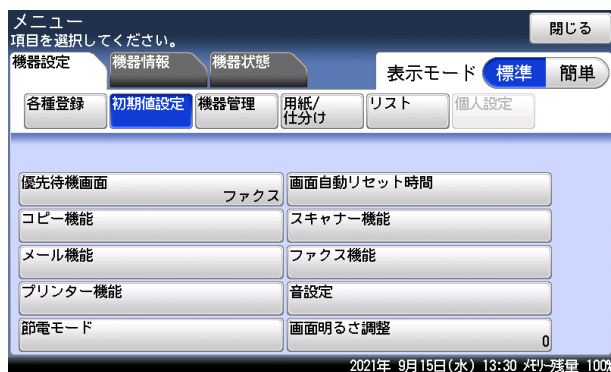 メニュー
項目を選択してください。
閉じる
機器設定 機器情報 機器状態
表示モード 標準 簡単
各種登録 初期値設定 機器管理 用紙/ リスト 個人設定
仕分け
優先待機画面 画面自動リセット時間
ファクス
コピー機能 スキャナー機能
メール機能 ファクス機能
プリンター機能 音設定
節電モード 画面明るさ調整
0
2021年 9月15日(水) 13:30 メモリー残量 100%